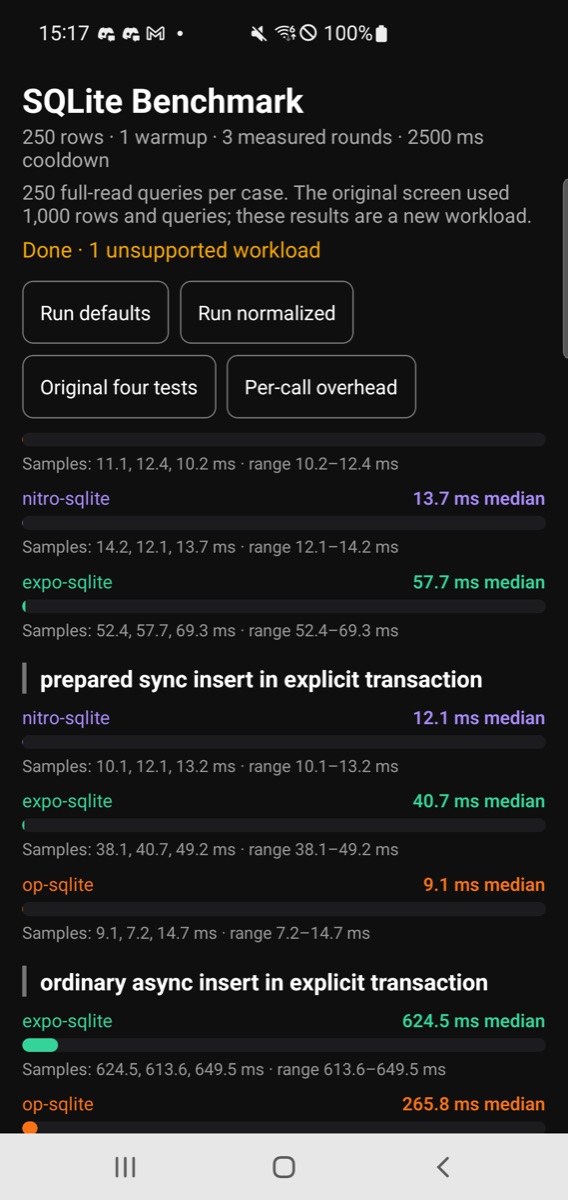 15:17 100%
SQLite Benchmark
250 rows · 1 warmup · 3 measured rounds · 2500 ms
cooldown
250 full-read queries per case. The original screen used
1,000 rows and queries; these results are a new workload.
Done · 1 unsupported workload
Run defaults Run normalized
Original four tests Per-call overhead
Samples: 11.1, 12.4, 10.2 ms · range 10.2–12.4 ms
nitro-sqlite 13.7 ms median
Samples: 14.2, 12.1, 13.7 ms · range 12.1–14.2 ms
expo-sqlite 57.7 ms median
Samples: 52.4, 57.7, 69.3 ms · range 52.4–69.3 ms
prepared sync insert in explicit transaction
nitro-sqlite 12.1 ms median
Samples: 10.1, 12.1, 13.2 ms · range 10.1–13.2 ms
expo-sqlite 40.7 ms median
Samples: 38.1, 40.7, 49.2 ms · range 38.1–49.2 ms
op-sqlite 9.1 ms median
Samples: 9.1, 7.2, 14.7 ms · range 7.2–14.7 ms
ordinary async insert in explicit transaction
expo-sqlite 624.5 ms median
Samples: 624.5, 613.6, 649.5 ms · range 613.6–649.5 ms
op-sqlite 265.8 ms median